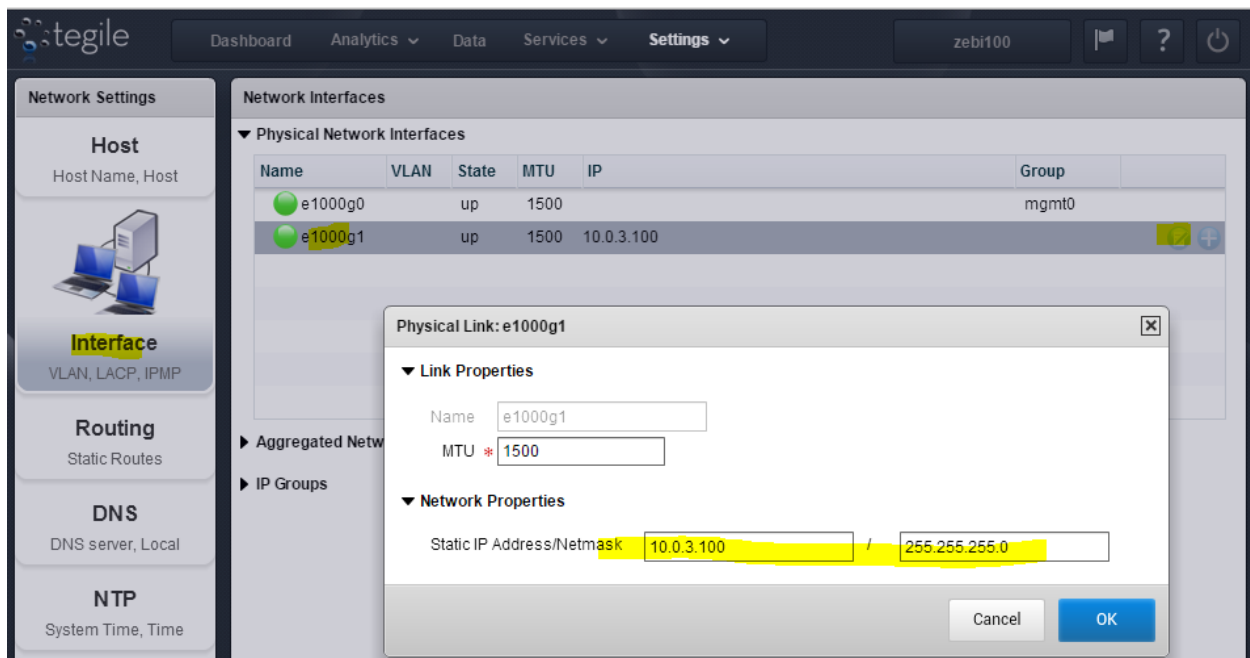 tegile
Dashboard Analytics Data Services Settings zebi100 ?
Network Settings
Host
Host Name, Host
Interface
VLAN, LACP, IPMP
Routing
Static Routes
DNS
DNS server, Local
NTP
System Time, Time
Network Interfaces
Physical Network Interfaces
Name VLAN State MTU IP Group
e1000g0 up 1500 mgmt0
e1000g1 up 1500 10.0.3.100
Aggregated Netw
IP Groups
Physical Link: e1000g1
Link Properties
Name e1000g1
MTU * 1500
Network Properties
Static IP Address/Netmask 10.0.3.100 / 255.255.255.0
Cancel OK